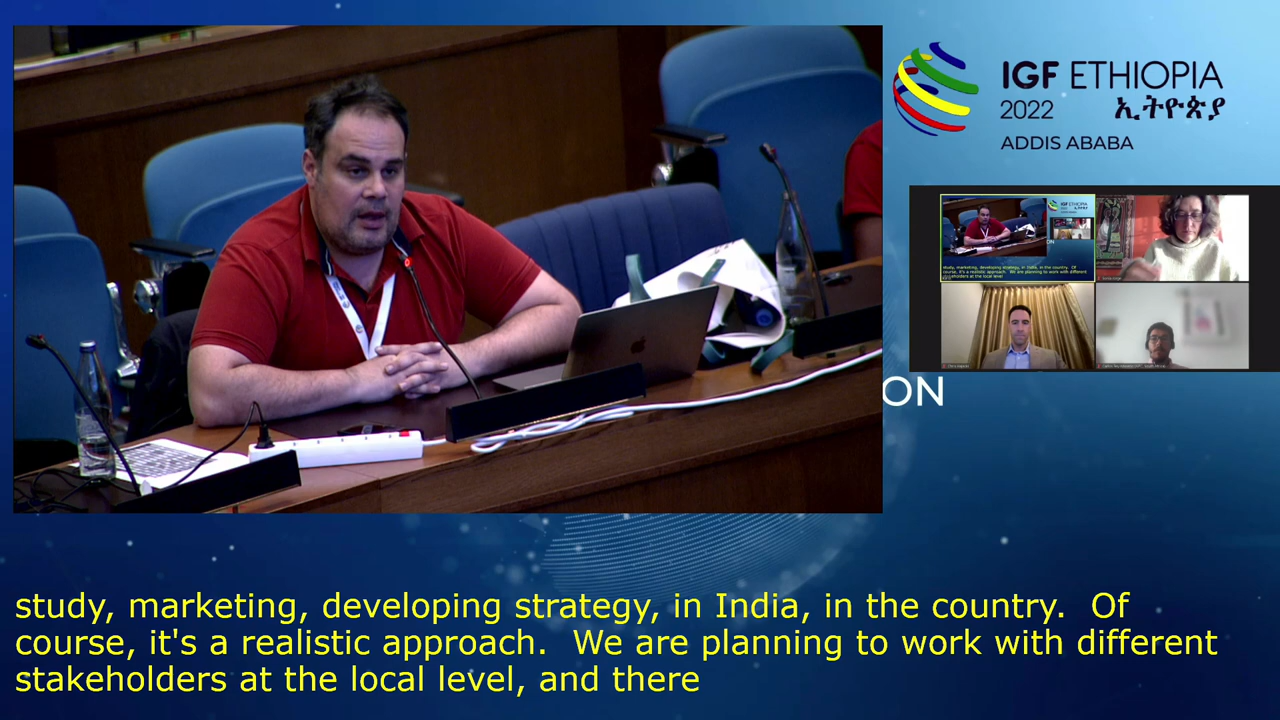 IGF ETHIOPIA
2022 ኢትዮጵያ
ADDIS ABABA
ON
study, marketing, developing strategy, in India, in the country.  Of
course, it's a realistic approach.  We are planning to work with different
stakeholders at the local level, and there